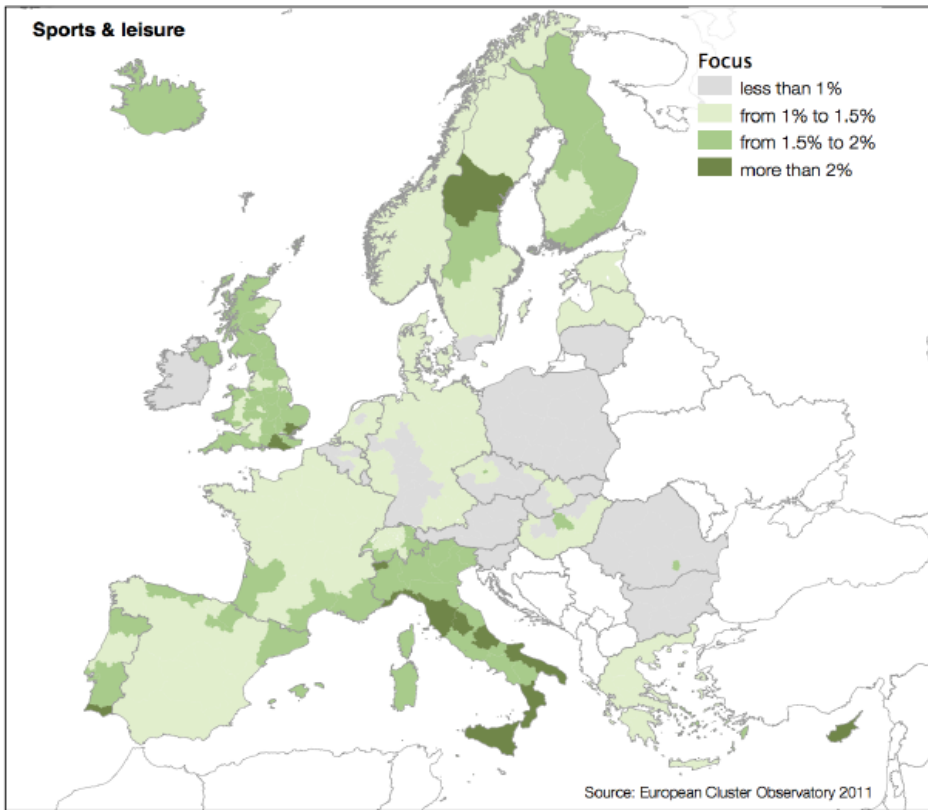 Sports & leisure
Focus
less than 1%
from 1% to 1.5%
from 1.5% to 2%
more than 2%
Source: European Cluster Observatory 2011